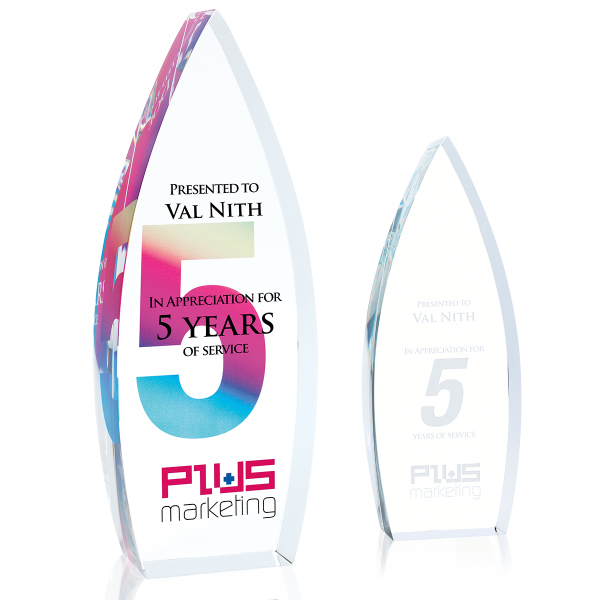 PRESENTED TO
VAL NITH
5
IN APPRECIATION FOR
5 YEARS
OF SERVICE
PLUS
marketing
PRESENTED TO
VAL NITH
IN APPRECIATION FOR
5
YEARS OF SERVICE
PLUS
marketing